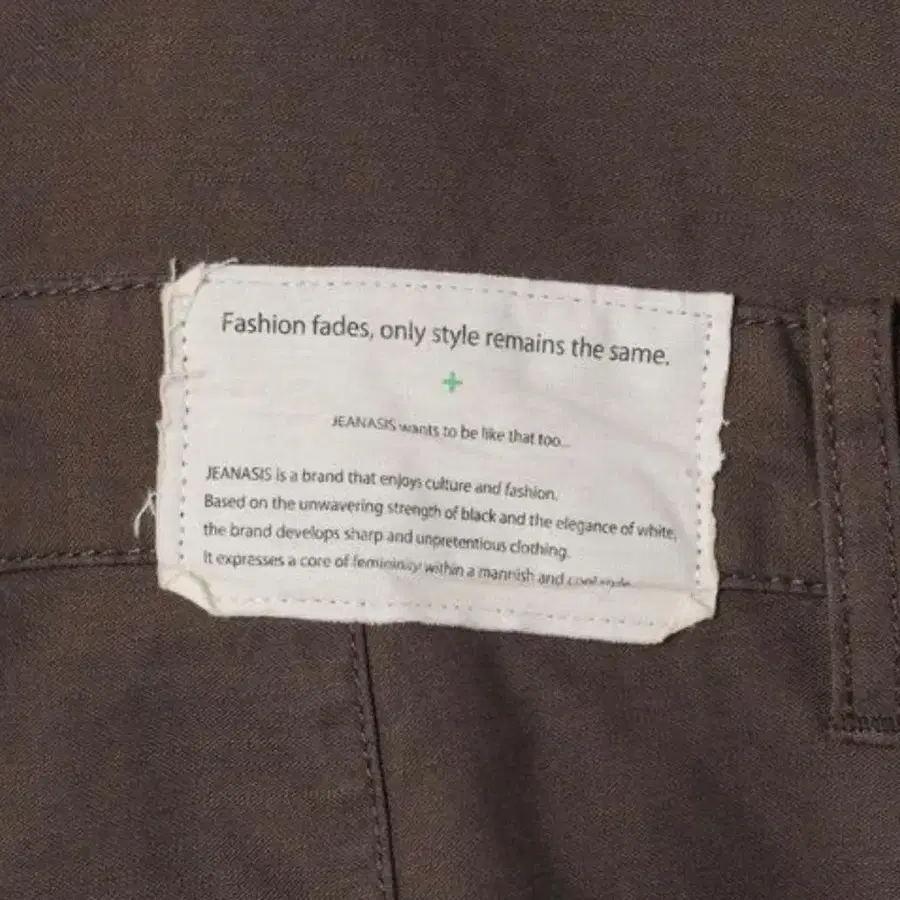 Fashion fades, only style remains the same.
+
JEANASIS wants to be like that too...
JEANASIS is a brand that enjoys culture and fashion.
Based on the unwavering strength of black and the elegance of white,
the brand develops sharp and unpretentious clothing.
It expresses a core of femininity within a mannish and cool style